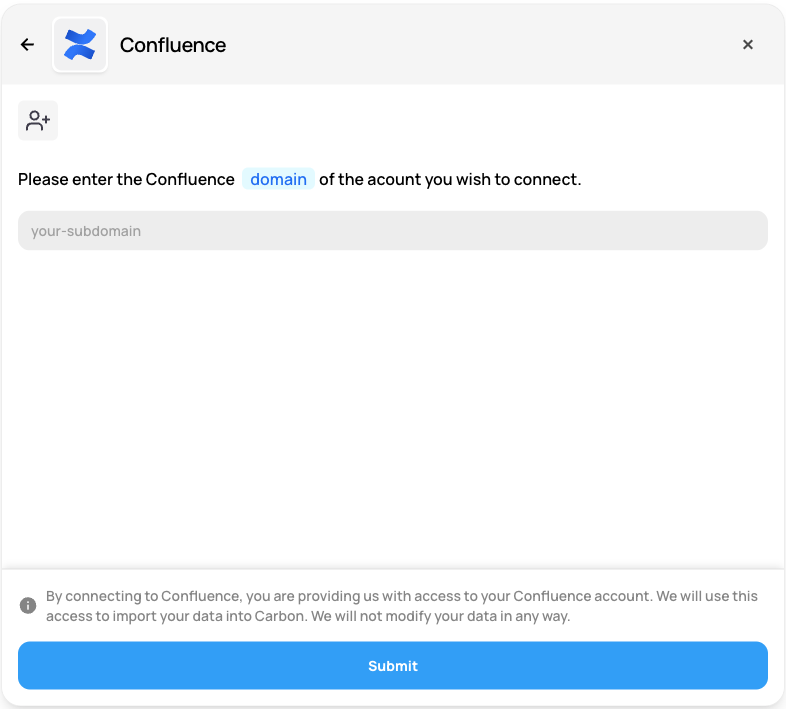 Confluence
Please enter the Confluence domain of the acount you wish to connect.
your-subdomain
By connecting to Confluence, you are providing us with access to your Confluence account. We will use this
access to import your data into Carbon. We will not modify your data in any way.
Submit